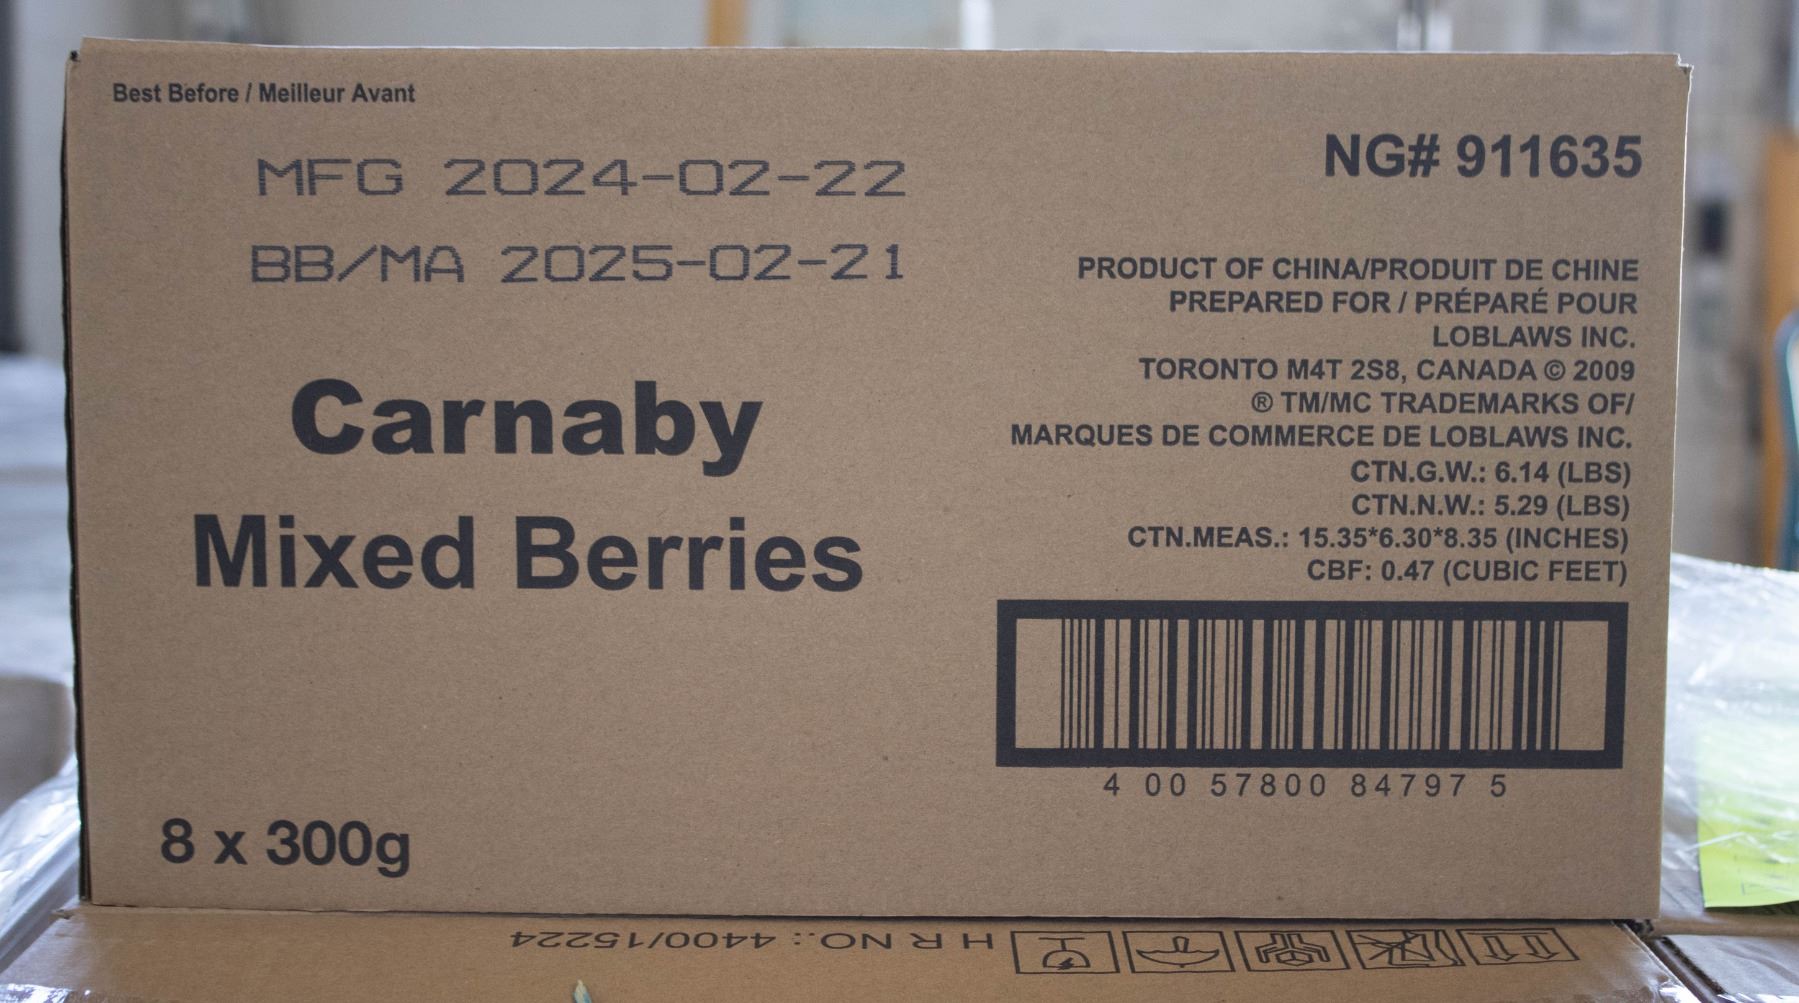 Best Before / Meilleur Avant
MFG 2024-02-22
BB/MA 2025-02-21
Carnaby
Mixed Berries
8 x 300g
NG# 911635
PRODUCT OF CHINA/PRODUIT DE CHINE
PREPARED FOR / PRÉPARÉ POUR
LOBLAWS INC.
TORONTO M4T 2S8, CANADA © 2009
® TM/MC TRADEMARKS OF/
MARQUES DE COMMERCE DE LOBLAWS INC.
CTN.G.W.: 6.14 (LBS)
CTN.N.W.: 5.29 (LBS)
CTN.MEAS.: 15.35*6.30*8.35 (INCHES)
CBF: 0.47 (CUBIC FEET)
4 00 57800 84797 5
H R NO.: 4400/15224